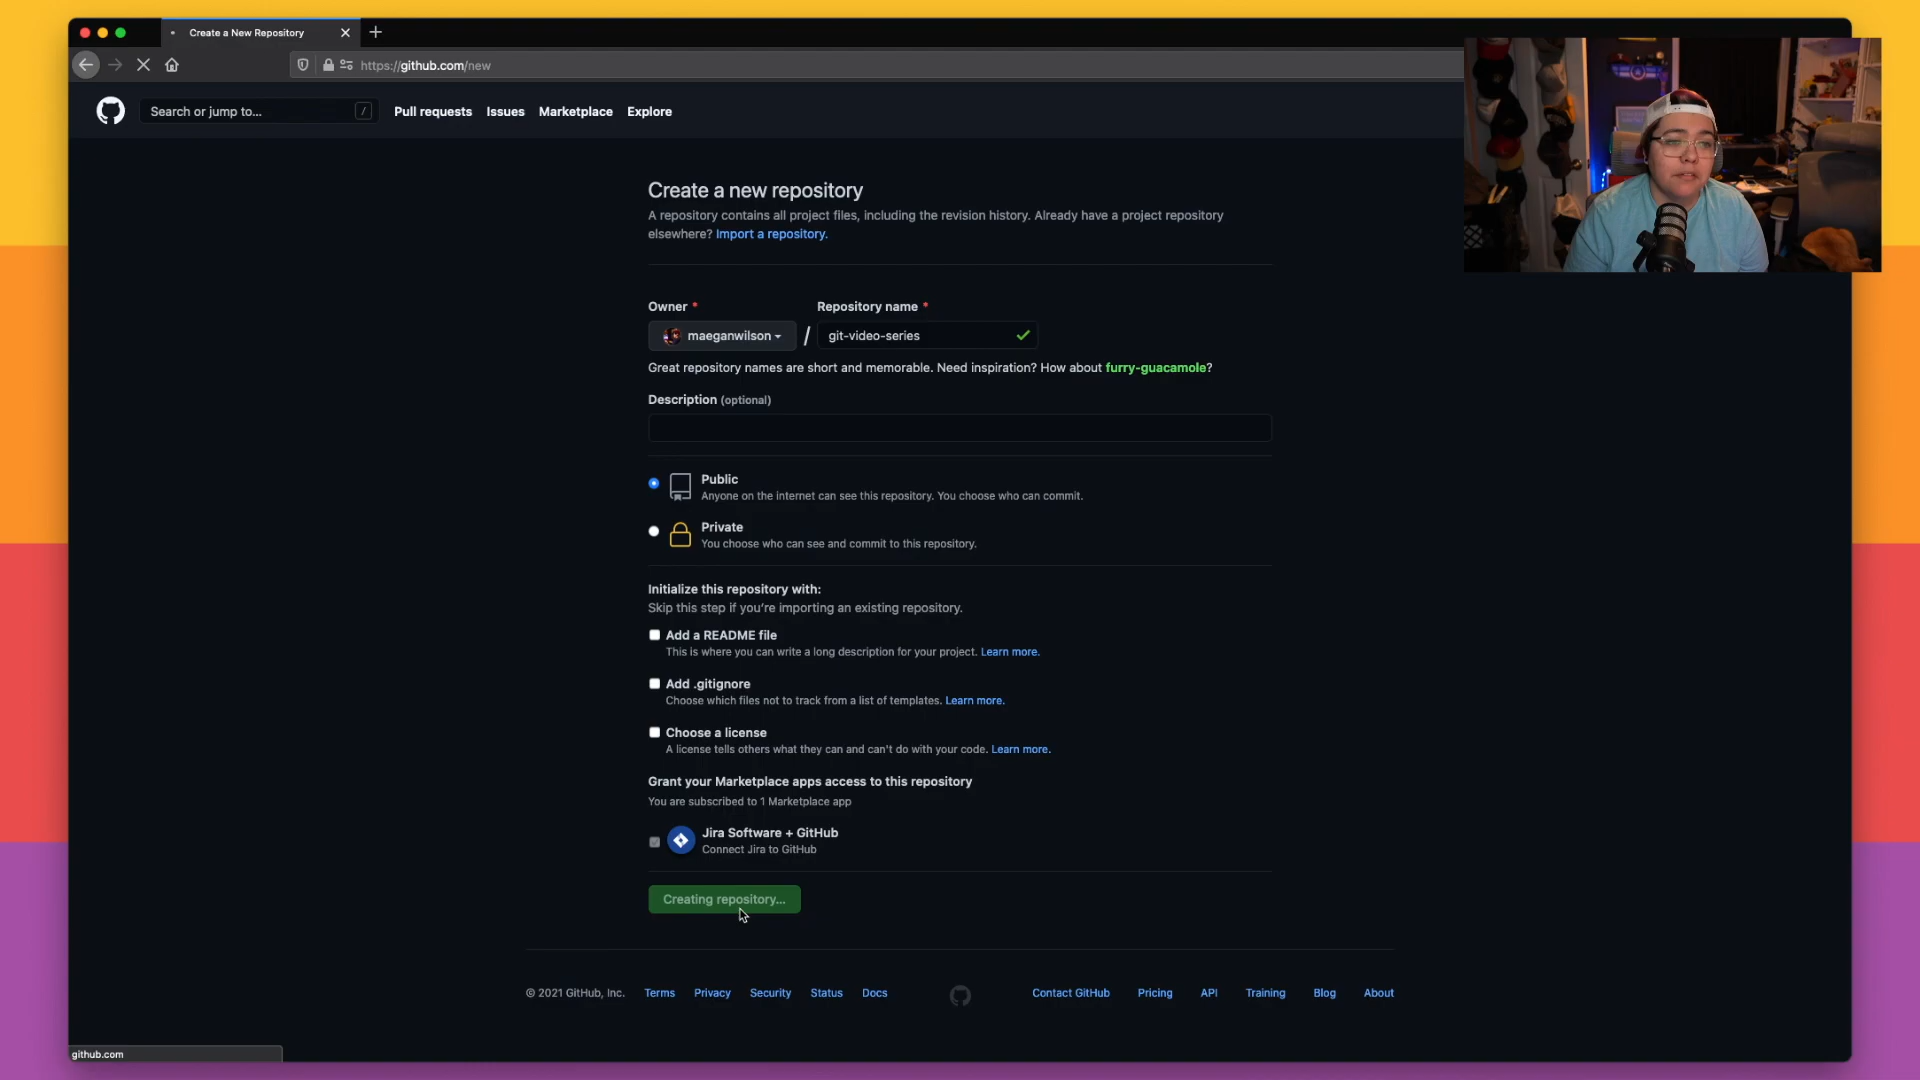 Create a New Repository
https://github.com/new
Search or jump to...
/
Pull requests
Issues
Marketplace
Explore
Create a new repository
A repository contains all project files, including the revision history. Already have a project repository
elsewhere? Import a repository.
Owner *
Repository name *
maeganwilson
/
git-video-series
Great repository names are short and memorable. Need inspiration? How about furry-guacamole?
Description (optional)
Public
Anyone on the internet can see this repository. You choose who can commit.
Private
You choose who can see and commit to this repository.
Initialize this repository with:
Skip this step if you're importing an existing repository.
Add a README file
This is where you can write a long description for your project. Learn more.
Add .gitignore
Choose which files not to track from a list of templates. Learn more.
Choose a license
A license tells others what they can and can't do with your code. Learn more.
Grant your Marketplace apps access to this repository
You are subscribed to 1 Marketplace app
Jira Software + GitHub
Connect Jira to GitHub
Creating repository...
© 2021 GitHub, Inc.
Terms
Privacy
Security
Status
Docs
Contact GitHub
Pricing
API
Training
Blog
About
github.com